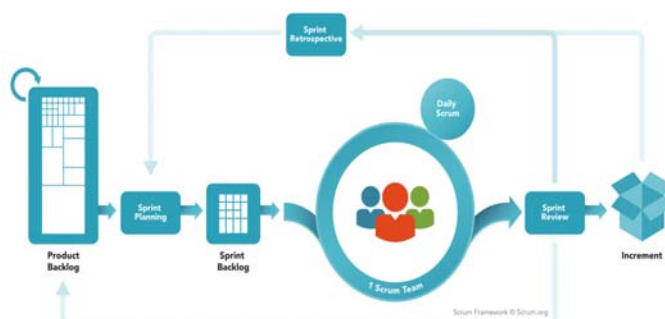 Sprint
Retrospective
Daily
Scrum
Sprint
Planning
Sprint
Review
Product
Backlog
Sprint
Backlog
1 Scrum Team
Increment
Scrum Framework © Scrum.org